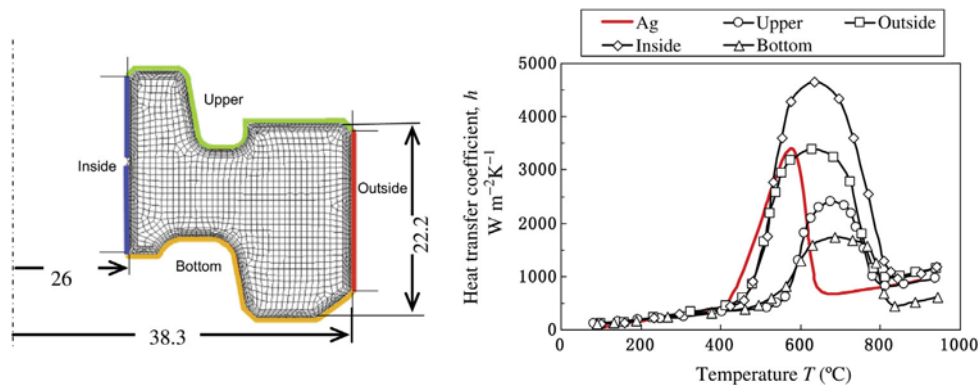 Upper
Inside
Outside
22.2
26
Bottom
38.3
Ag Upper Outside
Inside Bottom
Heat transfer coefficient, h
W m−2K−1
5000
4000
3000
2000
1000
0
0 200 400 600 800 1000
Temperature T (°C)